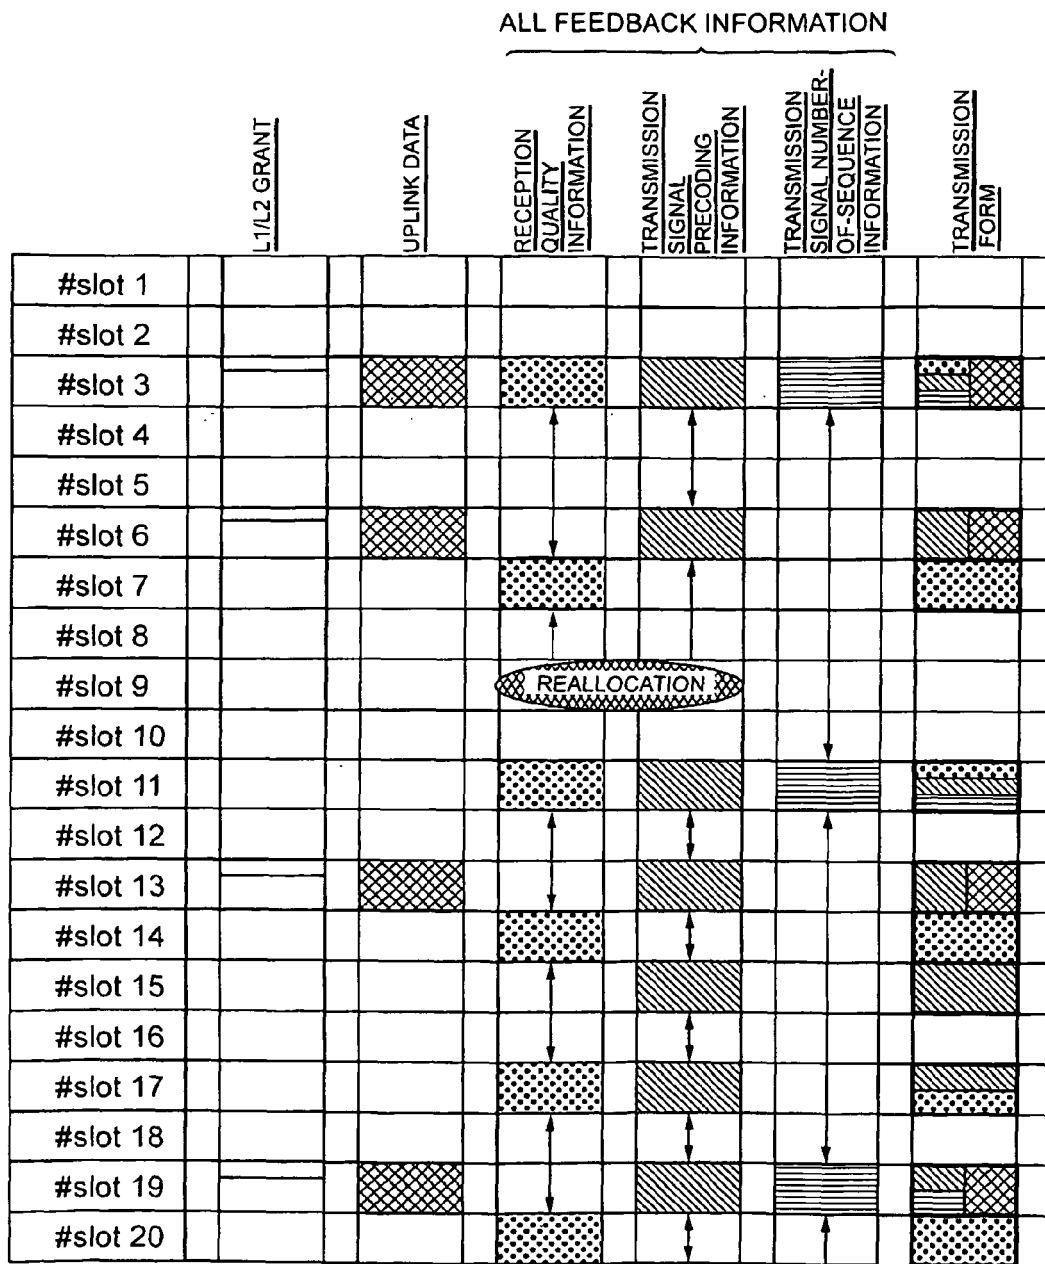 ALL FEEDBACK INFORMATION
L1/L2 GRANT
UPLINK DATA
RECEPTION
QUALITY
INFORMATION
TRANSMISSION
SIGNAL
PRECODING
INFORMATION
TRANSMISSION
SIGNAL NUMBER-
OF-SEQUENCE
INFORMATION
TRANSMISSION
FORM
#slot 1
#slot 2
#slot 3
#slot 4
#slot 5
#slot 6
#slot 7
#slot 8
#slot 9
REALLOCATION
#slot 10
#slot 11
#slot 12
#slot 13
#slot 14
#slot 15
#slot 16
#slot 17
#slot 18
#slot 19
#slot 20